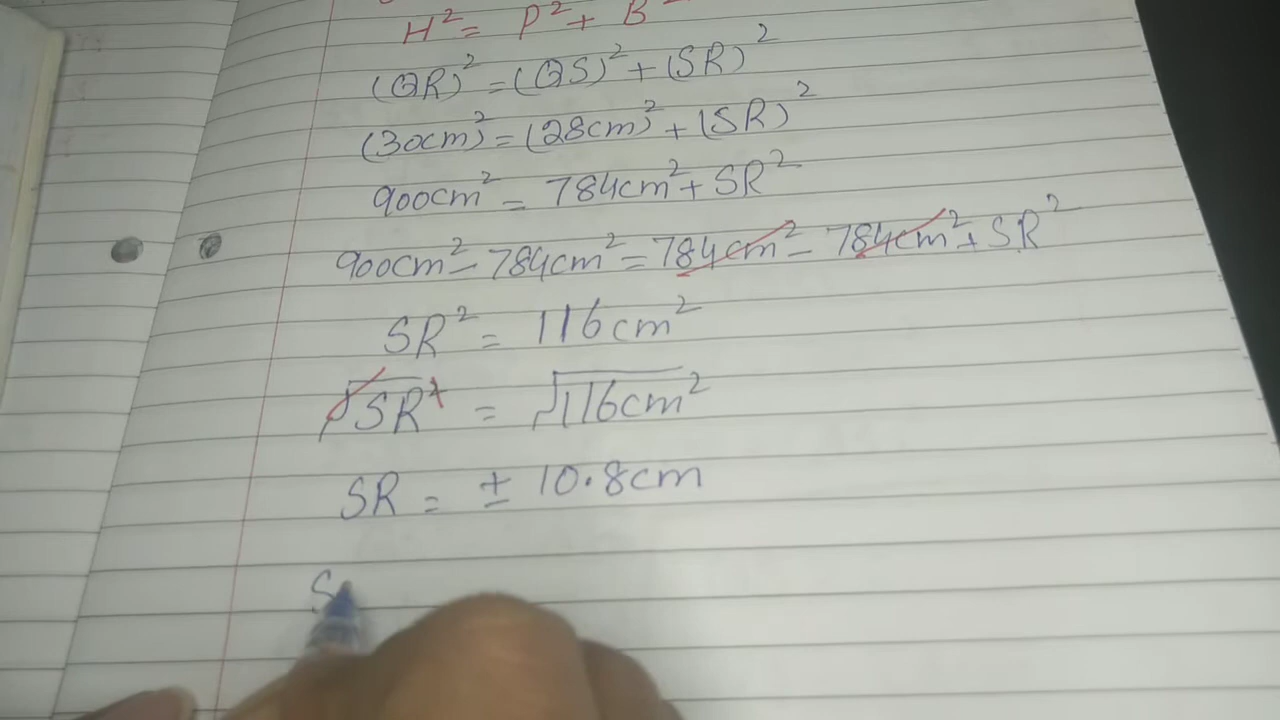 H² = P² + B²
(QR)² = (QS)² + (SR)²
(30cm)² = (28cm)² + (SR)²
900cm² = 784cm² + SR²
900cm² - 784cm² = 784cm² - 784cm² + SR²
SR² = 116cm²
√SR² = √116cm²
SR = ± 10.8cm
S